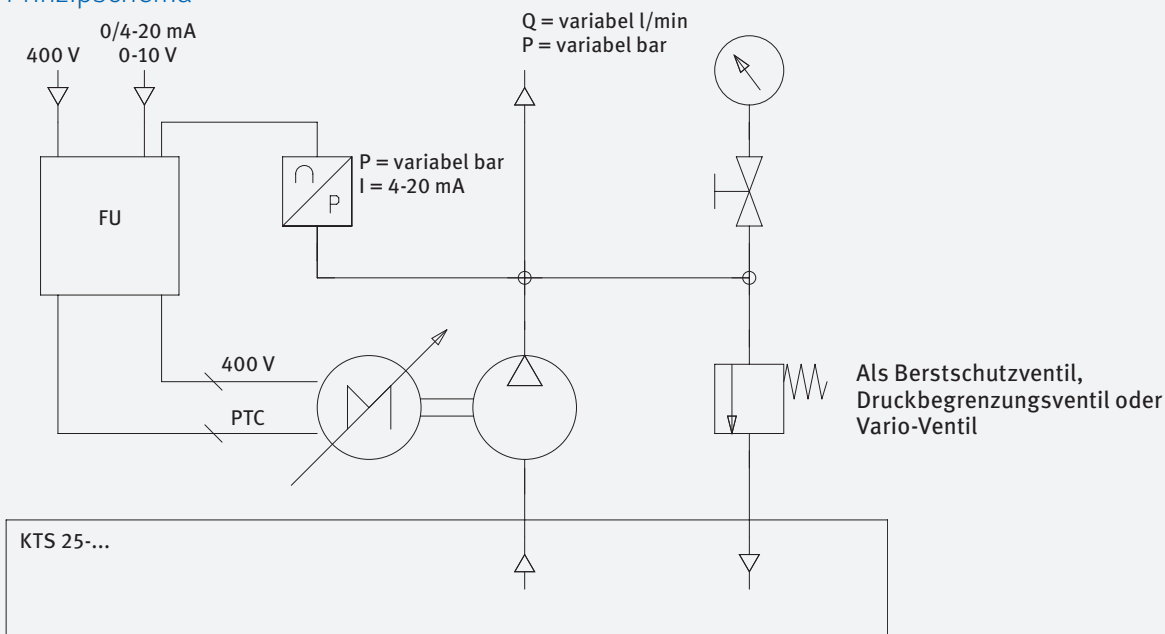 Prinzipschema
0/4-20 mA
400 V
0-10 V
Q = variabel l/min
P = variabel bar
P = variabel bar
I = 4-20 mA
P
FU
400 V
PTC
M
Als Berstschutzventil,
Druckbegrenzungsventil oder
Vario-Ventil
KTS 25-...